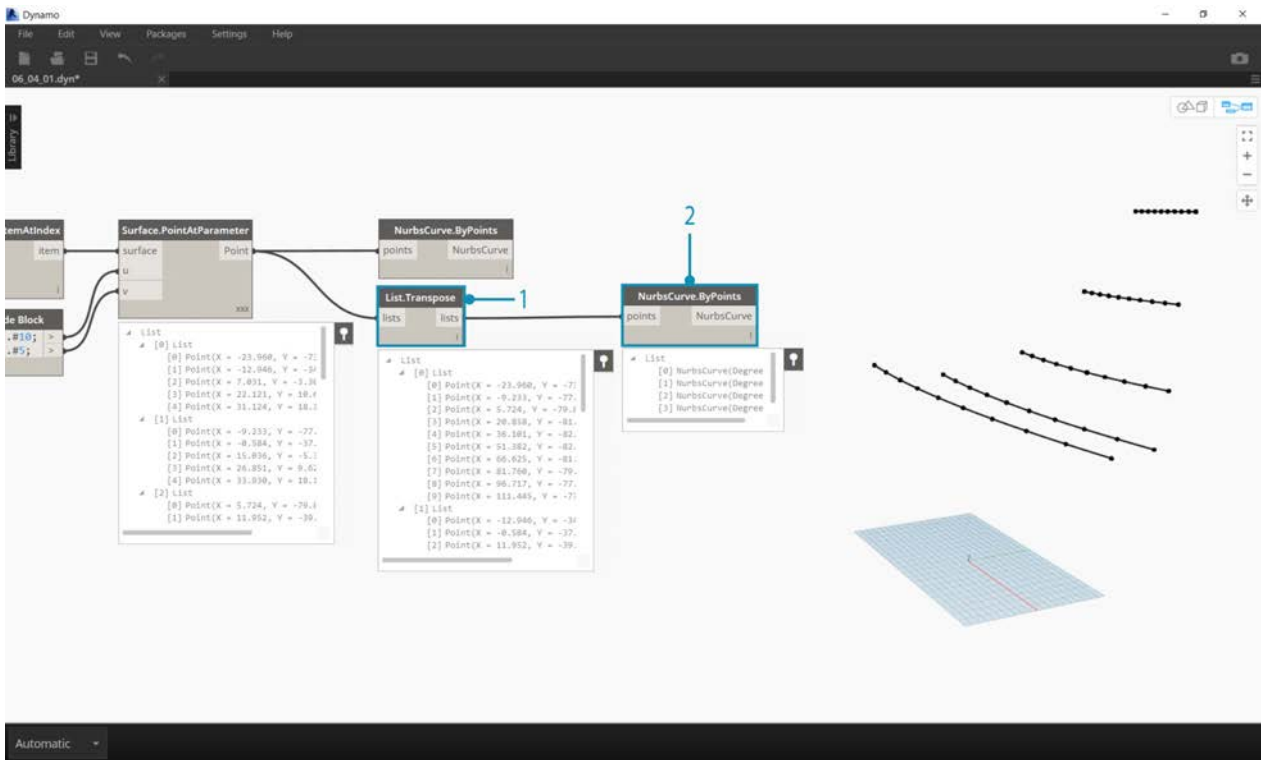 Dynamo
File Edit View Packages Settings Help
06_04_01.dyn*
Library
2
emAtIndex
item
Surface.PointAtParameter
surface Point
u
v
xxx
NurbsCurve.ByPoints
points NurbsCurve
List.Transpose
lists lists
1
NurbsCurve.ByPoints
points NurbsCurve
de Block
.#10; >
.#5; >
List
[0] List
[0] Point(X = -23.960, Y = -7
[1] Point(X = -12.946, Y = -3
[2] Point(X = 7.031, Y = -3.3
[3] Point(X = 22.121, Y = 10.
[4] Point(X = 31.124, Y = 18.
[1] List
[0] Point(X = -9.233, Y = -77.
[1] Point(X = -0.584, Y = -37.
[2] Point(X = 15.036, Y = -5.
[3] Point(X = 26.851, Y = 9.62
[4] Point(X = 33.930, Y = 18.
[2] List
[0] Point(X = 5.724, Y = -79.
[1] Point(X = 11.952, Y = -39.
List
[0] List
[0] Point(X = -23.960, Y = -7
[1] Point(X = -9.233, Y = -77.
[2] Point(X = 5.724, Y = -79.
[3] Point(X = 20.858, Y = -81.
[4] Point(X = 36.101, Y = -82.
[5] Point(X = 51.382, Y = -82.
[6] Point(X = 66.625, Y = -81.
[7] Point(X = 81.760, Y = -79.
[8] Point(X = 96.717, Y = -77.
[9] Point(X = 111.445, Y = -7
[1] List
[0] Point(X = -12.946, Y = -3
[1] Point(X = -0.584, Y = -37.
[2] Point(X = 11.952, Y = -39.
List
[0] NurbsCurve(Degree
[1] NurbsCurve(Degree
[2] NurbsCurve(Degree
[3] NurbsCurve(Degree
Automatic